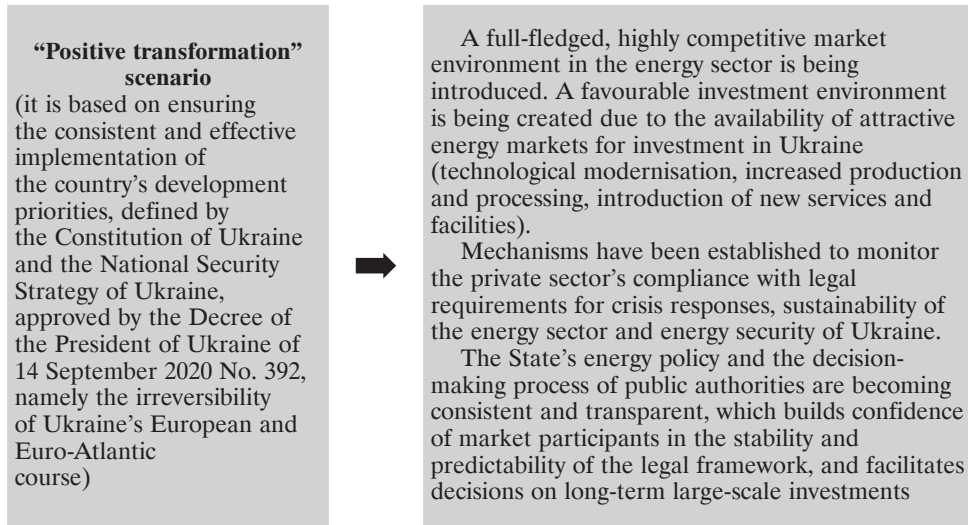 “Positive transformation”
scenario
(it is based on ensuring
the consistent and effective
implementation of
the country’s development
priorities, defined by
the Constitution of Ukraine
and the National Security
Strategy of Ukraine,
approved by the Decree of
the President of Ukraine of
14 September 2020 No. 392,
namely the irreversibility
of Ukraine’s European and
Euro-Atlantic
course)
A full-fledged, highly competitive market
environment in the energy sector is being
introduced. A favourable investment environment
is being created due to the availability of attractive
energy markets for investment in Ukraine
(technological modernisation, increased production
and processing, introduction of new services and
facilities).
Mechanisms have been established to monitor
the private sector’s compliance with legal
requirements for crisis responses, sustainability of
the energy sector and energy security of Ukraine.
The State’s energy policy and the decision-
making process of public authorities are becoming
consistent and transparent, which builds confidence
of market participants in the stability and
predictability of the legal framework, and facilitates
decisions on long-term large-scale investments